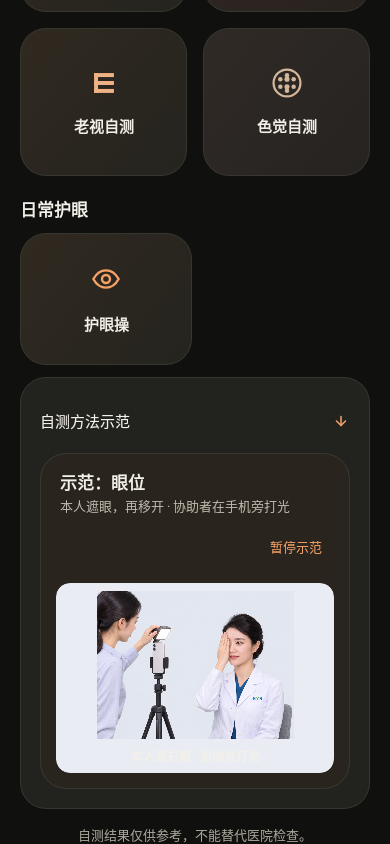 老视自测
色觉自测
日常护眼
护眼操
自测方法示范
示范：眼位
本人遮眼，再移开 · 协助者在手机旁打光
暂停示范
自测结果仅供参考，不能替代医院检查。